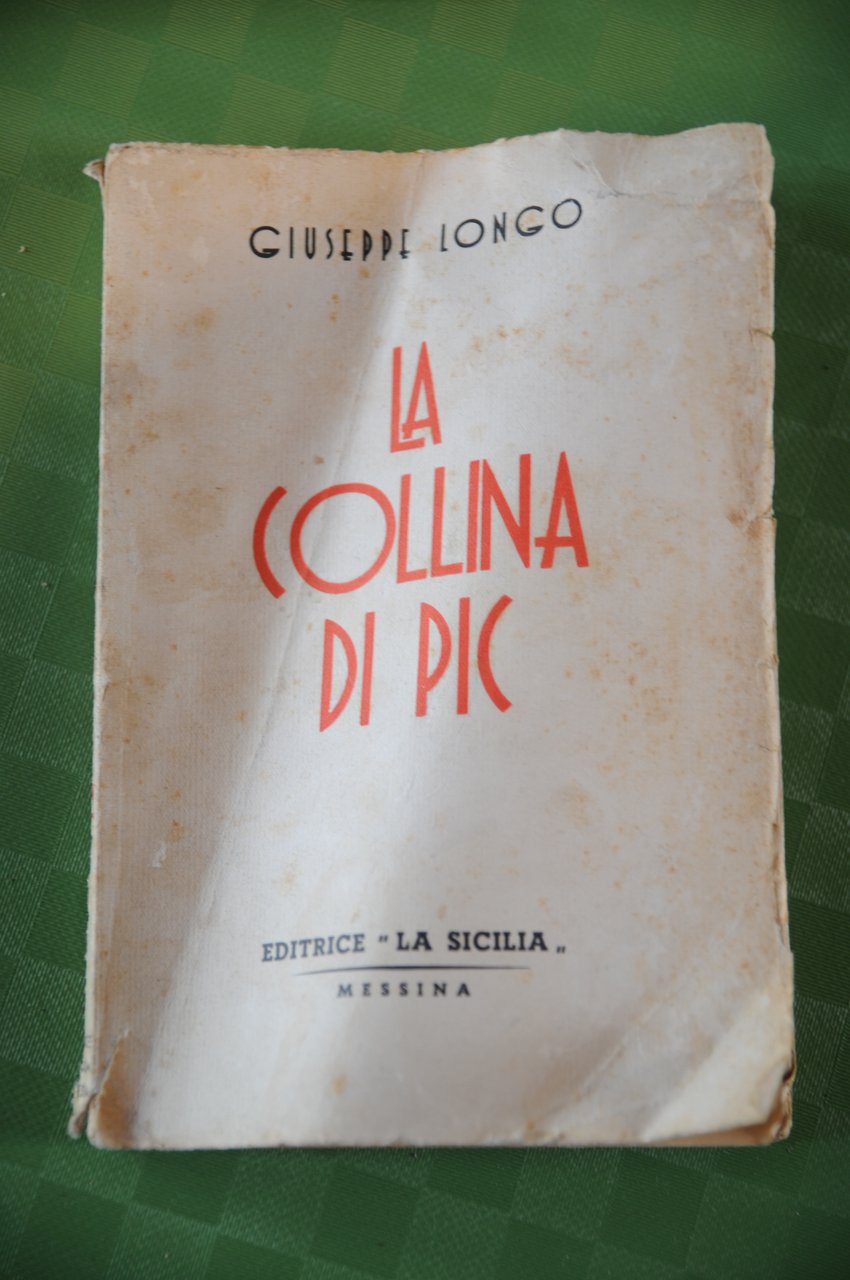 GIUSEPPE LONGO
LA
COLLINA
DI PIC
EDITRICE " LA SICILIA „
MESSINA